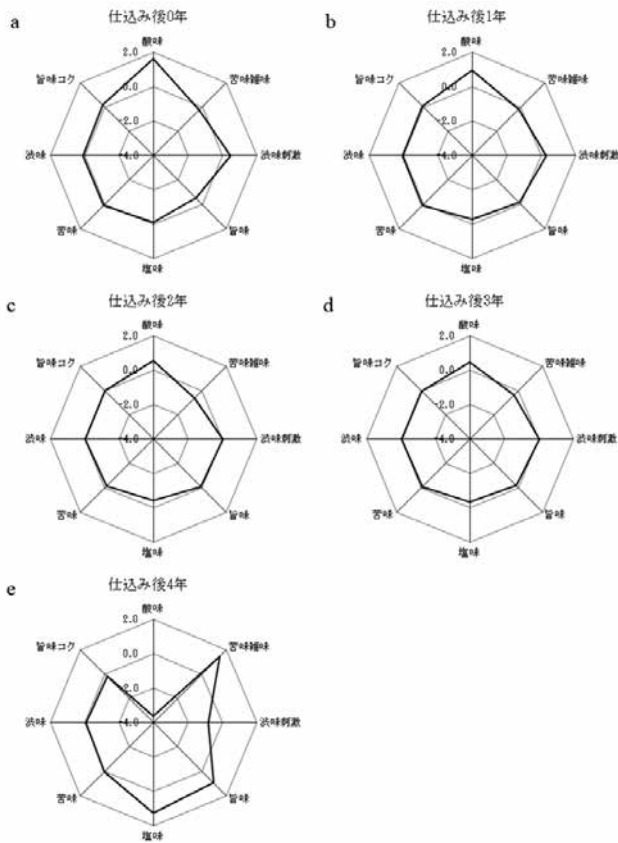 a
仕込み後0年
酸味
2.0
旨味コク
苦味雑味
0.0
-2.0
渋味
-4.0
渋味刺激
苦味
旨味
塩味
b
仕込み後1年
酸味
2.0
旨味コク
苦味雑味
0.0
-2.0
渋味
-4.0
渋味刺激
苦味
旨味
塩味
c
仕込み後2年
酸味
2.0
旨味コク
苦味雑味
0.0
-2.0
渋味
-4.0
渋味刺激
苦味
旨味
塩味
d
仕込み後3年
酸味
2.0
旨味コク
苦味雑味
0.0
-2.0
渋味
-4.0
渋味刺激
苦味
旨味
塩味
e
仕込み後4年
酸味
2.0
旨味コク
苦味雑味
0.0
-2.0
渋味
-4.0
渋味刺激
苦味
旨味
塩味